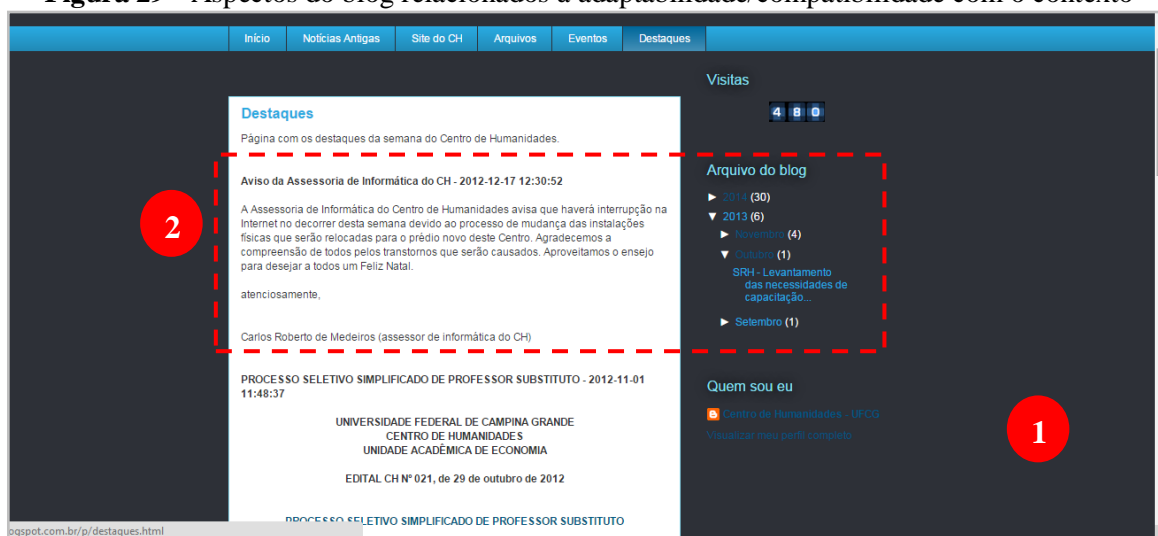 Figura 29 – Aspectos do blog relacionados à adaptabilidade/compatibilidade com o contexto
Início Notícias Antigas Site do CH Arquivos Eventos Destaques
Destaques
Página com os destaques da semana do Centro de Humanidades.
Aviso da Assessoria de Informática do CH - 2012-12-17 12:30:52
A Assessoria de Informática do Centro de Humanidades avisa que haverá interrupção na
Internet no decorrer desta semana devido ao processo de mudança das instalações
físicas que serão relocadas para o prédio novo deste Centro. Agradecemos a
compreensão de todos pelos transtornos que serão causados. Aproveitamos o ensejo
para desejar a todos um Feliz Natal.
atenciosamente,
Carlos Roberto de Medeiros (assessor de informática do CH)
PROCESSO SELETIVO SIMPLIFICADO DE PROFESSOR SUBSTITUTO - 2012-11-01
11:48:37
UNIVERSIDADE FEDERAL DE CAMPINA GRANDE
CENTRO DE HUMANIDADES
UNIDADE ACADÊMICA DE ECONOMIA
EDITAL CH Nº 021, de 29 de outubro de 2012
PROCESSO SELETIVO SIMPLIFICADO DE PROFESSOR SUBSTITUTO
Visitas
480
Arquivo do blog
► 2014 (30)
▼ 2013 (6)
► Novembro (4)
▼ Outubro (1)
SRH - Levantamento
das necessidades de
capacitação...
► Setembro (1)
Quem sou eu
Centro de Humanidades - UFCG
Visualizar meu perfil completo
2
1
ogspot.com.br/p/destaques.html